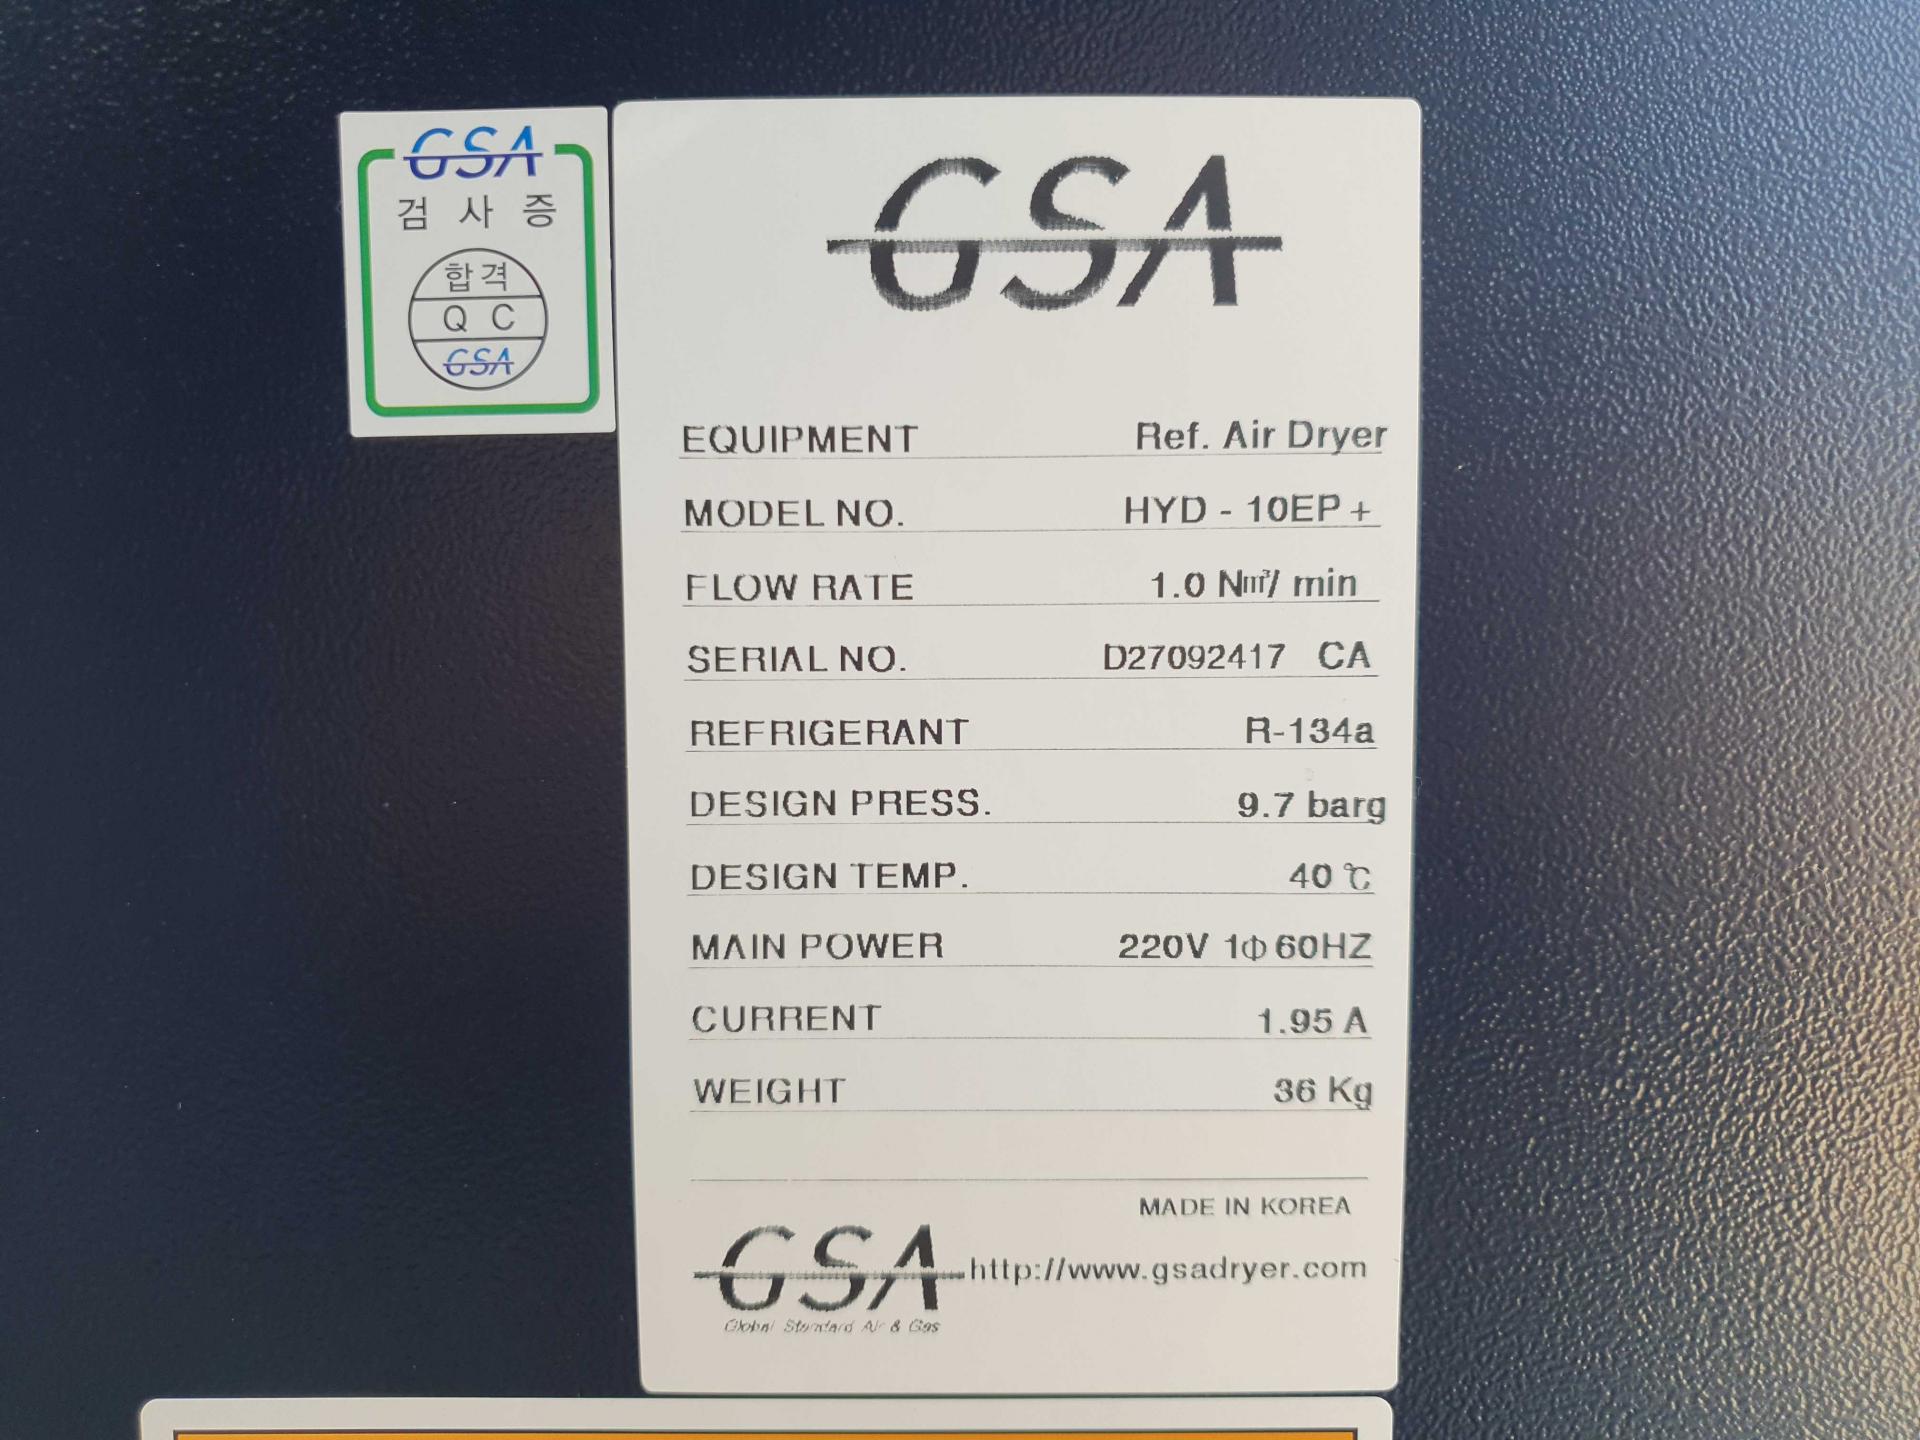 GSA
검 사 증
합격
Q C
GSA
GSA
EQUIPMENT Ref. Air Dryer
MODEL NO. HYD - 10EP +
FLOW RATE 1.0 N㎥/ min
SERIAL NO. D27092417 CA
REFRIGERANT R-134a
DESIGN PRESS. 9.7 barg
DESIGN TEMP. 40 ℃
MAIN POWER 220V 1Φ 60HZ
CURRENT 1.95 A
WEIGHT 36 Kg
MADE IN KOREA
GSA http://www.gsadryer.com
Global Standard Air & Gas